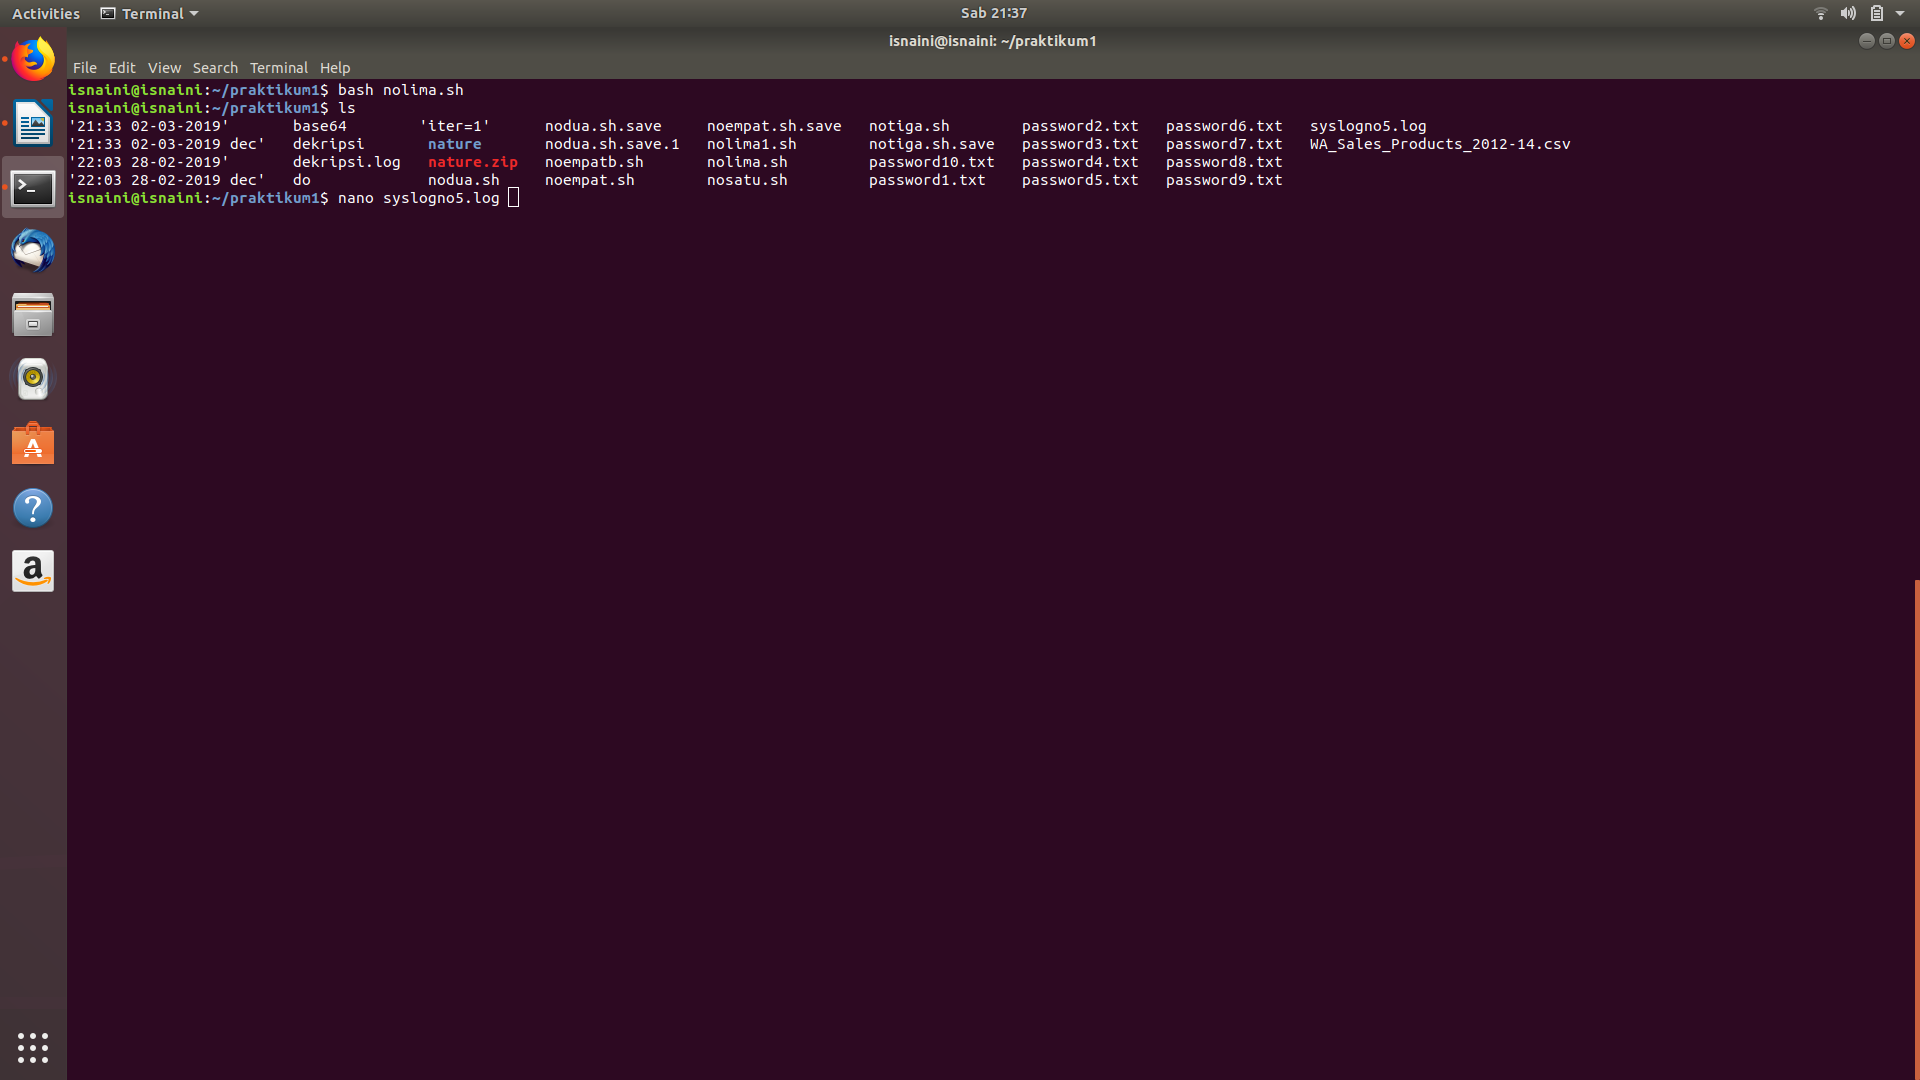 Activities Terminal Sab 21:37
isnaini@isnaini: ~/praktikum1
File Edit View Search Terminal Help
isnaini@isnaini:~/praktikum1$ bash nolima.sh
isnaini@isnaini:~/praktikum1$ ls
'21:33 02-03-2019' base64 'iter=1' nodua.sh.save noempat.sh.save notiga.sh password2.txt password6.txt syslogno5.log
'21:33 02-03-2019 dec' dekripsi nature nodua.sh.save.1 nolima1.sh notiga.sh.save password3.txt password7.txt WA_Sales_Products_2012-14.csv
'22:03 28-02-2019' dekripsi.log nature.zip noempatb.sh nolima.sh password10.txt password4.txt password8.txt
'22:03 28-02-2019 dec' do nodua.sh noempat.sh nosatu.sh password1.txt password5.txt password9.txt
isnaini@isnaini:~/praktikum1$ nano syslogno5.log